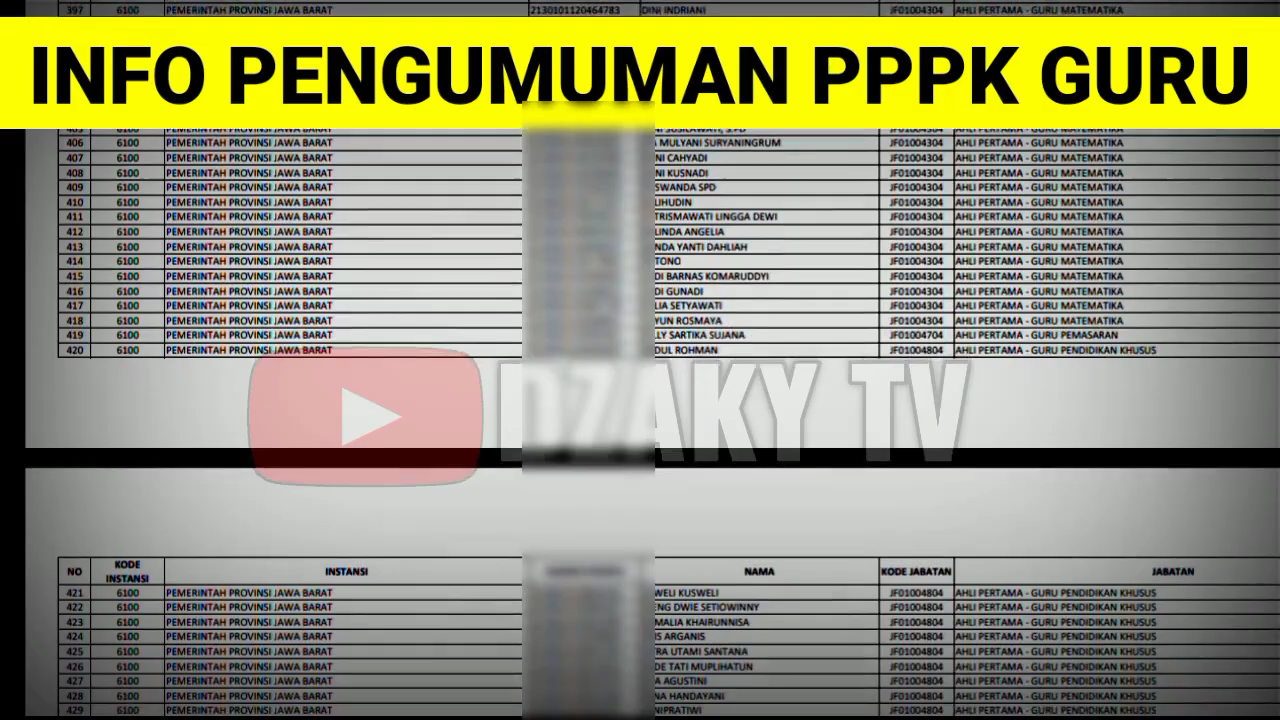 397 6100 PEMERINTAH PROVINSI JAWA BARAT 2130101120464783 DINI INDRIANI JF01004304 AHLI PERTAMA - GURU MATEMATIKA
INFO PENGUMUMAN PPPK GURU
405 6100 PEMERINTAH PROVINSI JAWA BARAT NI SUSILAWATI, S.PD JF01004304 AHLI PERTAMA - GURU MATEMATIKA
406 6100 PEMERINTAH PROVINSI JAWA BARAT A MULYANI SURYANINGRUM JF01004304 AHLI PERTAMA - GURU MATEMATIKA
407 6100 PEMERINTAH PROVINSI JAWA BARAT NI CAHYADI JF01004304 AHLI PERTAMA - GURU MATEMATIKA
408 6100 PEMERINTAH PROVINSI JAWA BARAT NI KUSNADI JF01004304 AHLI PERTAMA - GURU MATEMATIKA
409 6100 PEMERINTAH PROVINSI JAWA BARAT SWANDA SPD JF01004304 AHLI PERTAMA - GURU MATEMATIKA
410 6100 PEMERINTAH PROVINSI JAWA BARAT LIHUDIN JF01004304 AHLI PERTAMA - GURU MATEMATIKA
411 6100 PEMERINTAH PROVINSI JAWA BARAT TRISMAWATI LINGGA DEWI JF01004304 AHLI PERTAMA - GURU MATEMATIKA
412 6100 PEMERINTAH PROVINSI JAWA BARAT LINDA ANGELIA JF01004304 AHLI PERTAMA - GURU MATEMATIKA
413 6100 PEMERINTAH PROVINSI JAWA BARAT NDA YANTI DAHLIAH JF01004304 AHLI PERTAMA - GURU MATEMATIKA
414 6100 PEMERINTAH PROVINSI JAWA BARAT TONO JF01004304 AHLI PERTAMA - GURU MATEMATIKA
415 6100 PEMERINTAH PROVINSI JAWA BARAT DI BARNAS KOMARUDDYI JF01004304 AHLI PERTAMA - GURU MATEMATIKA
416 6100 PEMERINTAH PROVINSI JAWA BARAT DI GUNADI JF01004304 AHLI PERTAMA - GURU MATEMATIKA
417 6100 PEMERINTAH PROVINSI JAWA BARAT LIA SETYAWATI JF01004304 AHLI PERTAMA - GURU MATEMATIKA
418 6100 PEMERINTAH PROVINSI JAWA BARAT YUN ROSMAYA JF01004304 AHLI PERTAMA - GURU MATEMATIKA
419 6100 PEMERINTAH PROVINSI JAWA BARAT LY SARTIKA SUJANA JF01004704 AHLI PERTAMA - GURU PEMASARAN
420 6100 PEMERINTAH PROVINSI JAWA BARAT DUL ROHMAN JF01004804 AHLI PERTAMA - GURU PENDIDIKAN KHUSUS
DZAKY TV
NO KODE INSTANSI INSTANSI NAMA KODE JABATAN JABATAN
421 6100 PEMERINTAH PROVINSI JAWA BARAT WELI KUSWELI JF01004804 AHLI PERTAMA - GURU PENDIDIKAN KHUSUS
422 6100 PEMERINTAH PROVINSI JAWA BARAT ENG DWIE SETIOWINNY JF01004804 AHLI PERTAMA - GURU PENDIDIKAN KHUSUS
423 6100 PEMERINTAH PROVINSI JAWA BARAT MALIA KHAIRUNNISA JF01004804 AHLI PERTAMA - GURU PENDIDIKAN KHUSUS
424 6100 PEMERINTAH PROVINSI JAWA BARAT IS ARGANIS JF01004804 AHLI PERTAMA - GURU PENDIDIKAN KHUSUS
425 6100 PEMERINTAH PROVINSI JAWA BARAT TRA UTAMI SANTANA JF01004804 AHLI PERTAMA - GURU PENDIDIKAN KHUSUS
426 6100 PEMERINTAH PROVINSI JAWA BARAT DE TATI MUPLIHATUN JF01004804 AHLI PERTAMA - GURU PENDIDIKAN KHUSUS
427 6100 PEMERINTAH PROVINSI JAWA BARAT A AGUSTINI JF01004804 AHLI PERTAMA - GURU PENDIDIKAN KHUSUS
428 6100 PEMERINTAH PROVINSI JAWA BARAT NA HANDAYANI JF01004804 AHLI PERTAMA - GURU PENDIDIKAN KHUSUS
429 6100 PEMERINTAH PROVINSI JAWA BARAT NIPRATIWI JF01004804 AHLI PERTAMA - GURU PENDIDIKAN KHUSUS